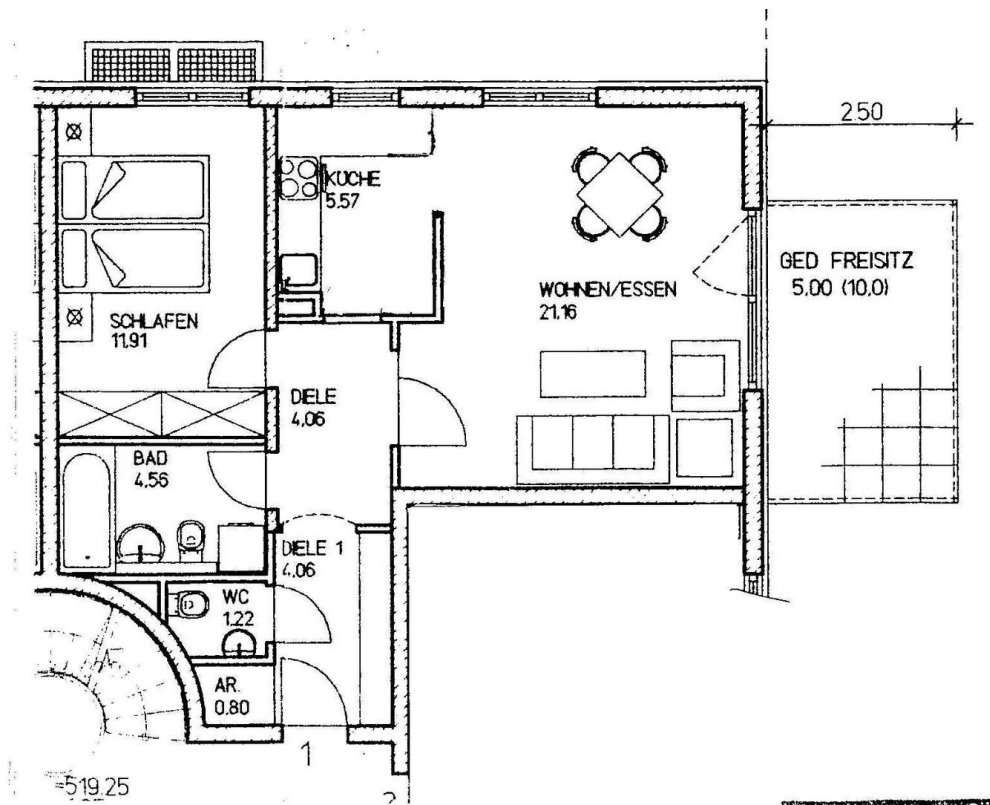 2.50
KÜCHE
5.57
GED FREISITZ
5.00 (10,0)
WOHNEN/ESSEN
21.16
SCHLAFEN
11.91
DIELE
4.06
BAD
4.56
DIELE 1
4.06
WC
1.22
AR.
0.80
1
519.25